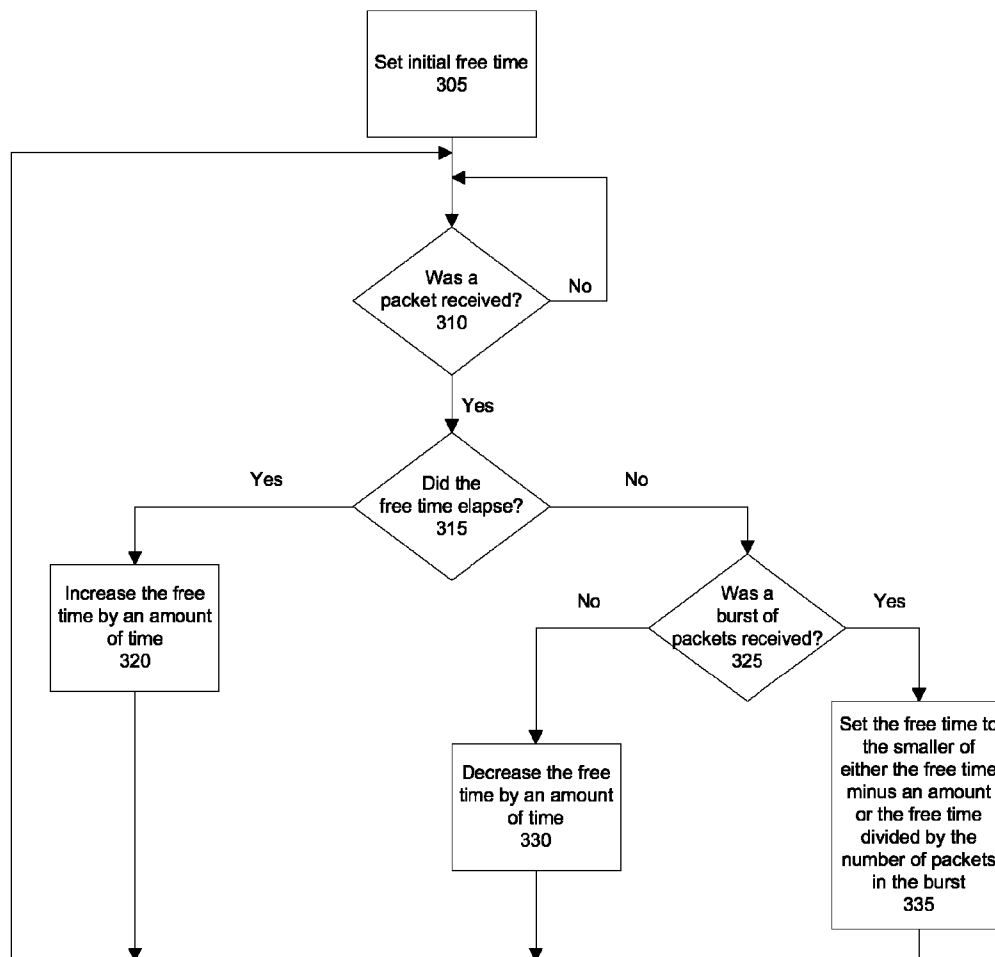 Set initial free time
305
Was a
packet received?
310
No
Yes
Did the
free time elapse?
315
Yes
No
Increase the free
time by an amount
of time
320
Was a
burst of
packets received?
325
No
Yes
Decrease the free
time by an amount
of time
330
Set the free time to
the smaller of
either the free time
minus an amount
or the free time
divided by the
number of packets
in the burst
335